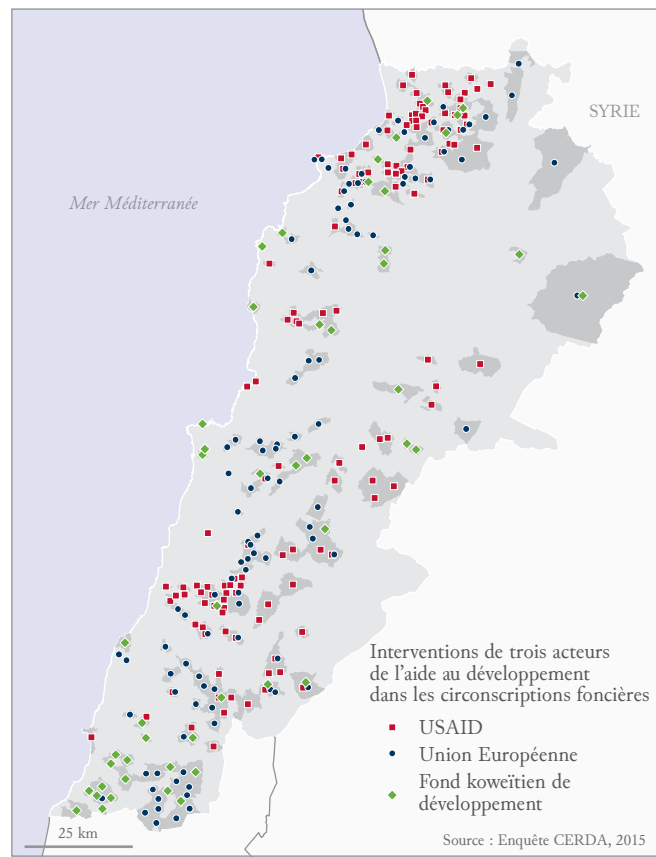 SYRIE
Mer Méditerranée
Interventions de trois acteurs
de l'aide au développement
dans les circonscriptions foncières
USAID
Union Européenne
Fond koweïtien de
développement
25 km
Source : Enquête CERDA, 2015